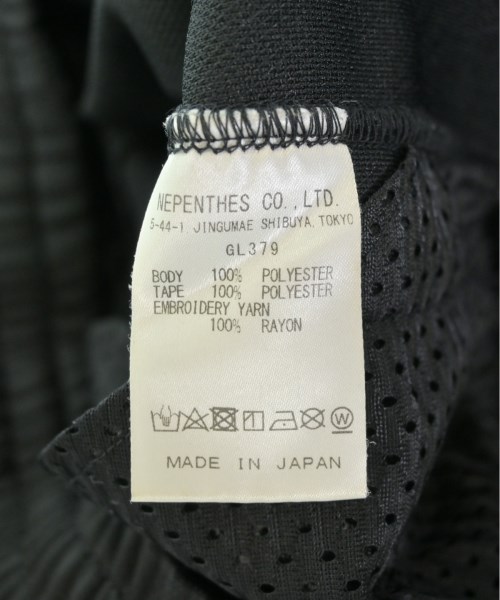 NEPENTHES CO., LTD.
5-44-1 JINGUMAE SHIBUYA, TOKYO
GL379
BODY 100% POLYESTER
TAPE 100% POLYESTER
EMBROIDERY YARN
100% RAYON
W
MADE IN JAPAN